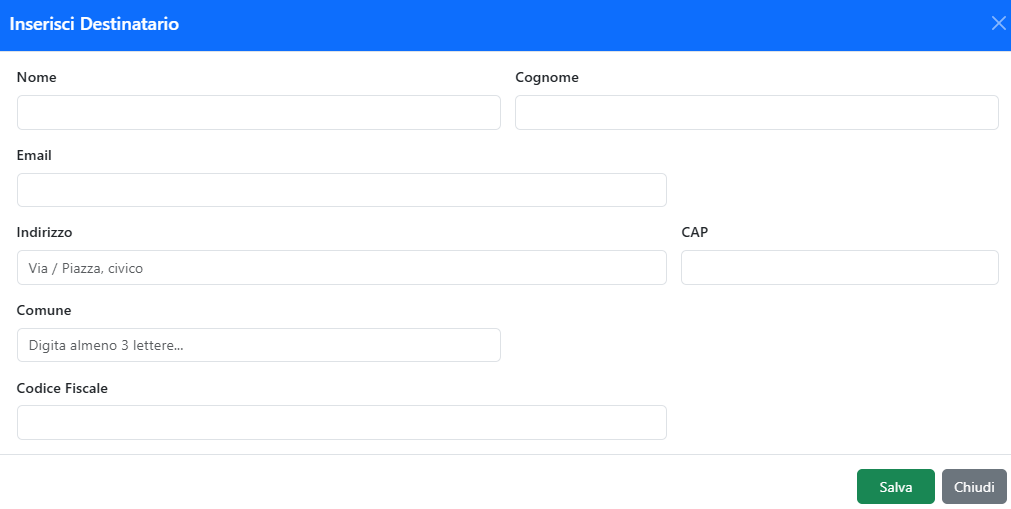 Inserisci Destinatario
Nome Cognome
Email
Indirizzo CAP
Via / Piazza, civico
Comune
Digita almeno 3 lettere...
Codice Fiscale
Salva Chiudi